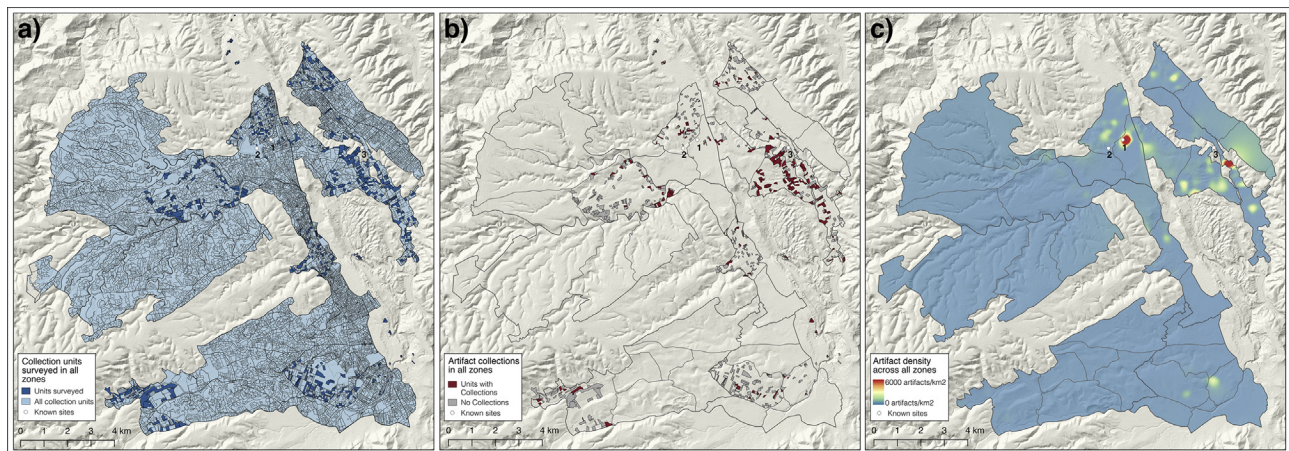 a)
2
1
3
Collection units
surveyed in all
zones
Units surveyed
All collection units
Known sites
0 1 2 3 4 km
b)
2
1
3
Artifact collections
in all zones
Units with
Collections
No Collections
Known sites
0 1 2 3 4 km
c)
2
1
3
Artifact density
across all zones
6000 artifacts/km2
0 artifacts/km2
Known sites
0 1 2 3 4 km